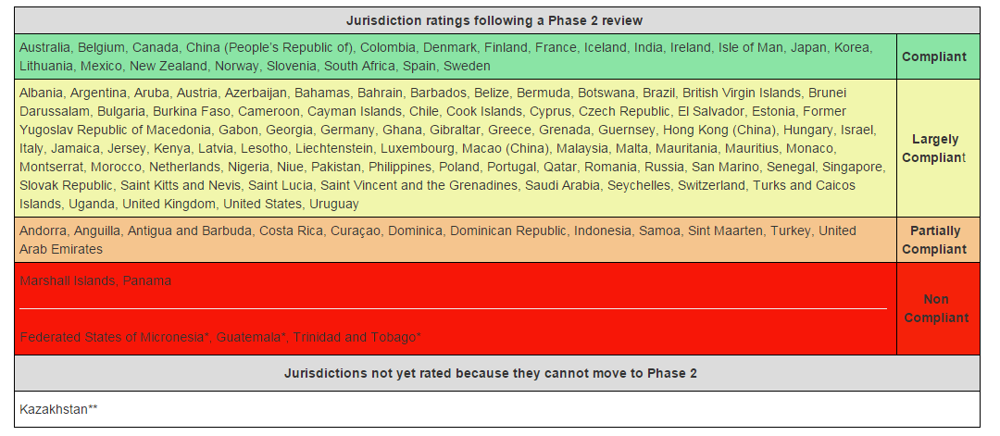 Jurisdiction ratings following a Phase 2 review
Australia, Belgium, Canada, China (People's Republic of), Colombia, Denmark, Finland, France, Iceland, India, Ireland, Isle of Man, Japan, Korea,
Lithuania, Mexico, New Zealand, Norway, Slovenia, South Africa, Spain, Sweden
Compliant
Albania, Argentina, Aruba, Austria, Azerbaijan, Bahamas, Bahrain, Barbados, Belize, Bermuda, Botswana, Brazil, British Virgin Islands, Brunei
Darussalam, Bulgaria, Burkina Faso, Cameroon, Cayman Islands, Chile, Cook Islands, Cyprus, Czech Republic, El Salvador, Estonia, Former
Yugoslav Republic of Macedonia, Gabon, Georgia, Germany, Ghana, Gibraltar, Greece, Grenada, Guernsey, Hong Kong (China), Hungary, Israel,
Italy, Jamaica, Jersey, Kenya, Latvia, Lesotho, Liechtenstein, Luxembourg, Macao (China), Malaysia, Malta, Mauritania, Mauritius, Monaco,
Montserrat, Morocco, Netherlands, Nigeria, Niue, Pakistan, Philippines, Poland, Portugal, Qatar, Romania, Russia, San Marino, Senegal, Singapore,
Slovak Republic, Saint Kitts and Nevis, Saint Lucia, Saint Vincent and the Grenadines, Saudi Arabia, Seychelles, Switzerland, Turks and Caicos
Islands, Uganda, United Kingdom, United States, Uruguay
Largely
Compliant
Andorra, Anguilla, Antigua and Barbuda, Costa Rica, Curaçao, Dominica, Dominican Republic, Indonesia, Samoa, Sint Maarten, Turkey, United
Arab Emirates
Partially
Compliant
Marshall Islands, Panama
Federated States of Micronesia*, Guatemala*, Trinidad and Tobago*
Non
Compliant
Jurisdictions not yet rated because they cannot move to Phase 2
Kazakhstan**